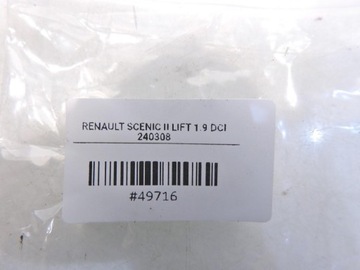 RENAULT SCENIC II LIFT 1.9 DCI
240308
#49716